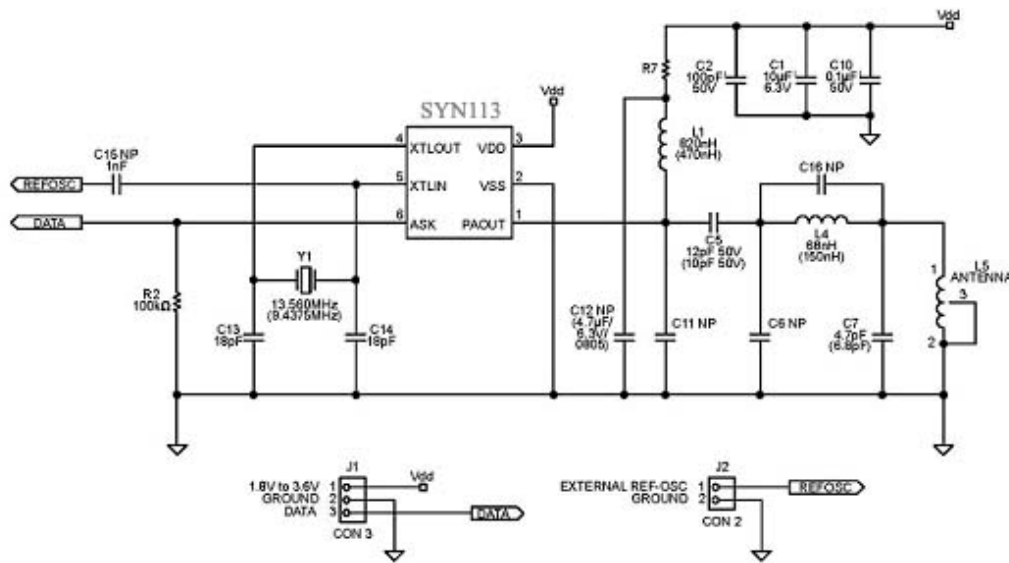 Vdd
R7
C2
100pF
50V
C1
10µF
6.3V
C10
0.1µF
50V
Vdd
SYN113
L1
820nH
(470nH)
4
XTLOUT
VDD
3
C15 NP
1nF
C16 NP
REFOSC
5
XTLIN
VSS
2
DATA
6
ASK
PAOUT
1
C5
12pF 50V
(10pF 50V)
L4
68nH
(150nH)
Y1
13.560MHz
(9.4375MHz)
1
L5
ANTENNA
3
2
R2
100kΩ
C13
18pF
C14
18pF
C12 NP
(4.7µF/
6.3V/
0805)
C11 NP
C6 NP
C7
4.7pF
(6.8pF)
J1
1.8V to 3.6V
1
Vdd
GROUND
2
DATA
3
DATA
CON 3
J2
EXTERNAL REF-OSC
1
REFOSC
GROUND
2
CON 2